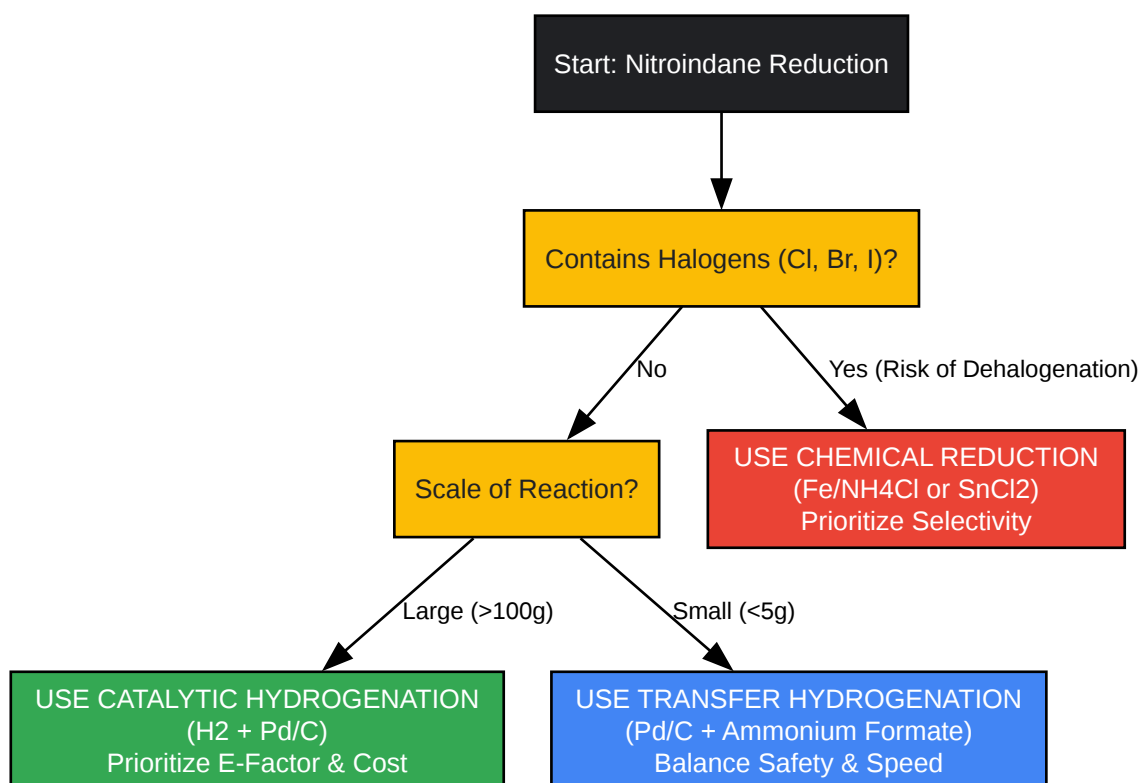 Start: Nitroindane Reduction
Contains Halogens (Cl, Br, I)?
No
Yes (Risk of Dehalogenation)
Scale of Reaction?
USE CHEMICAL REDUCTION
(Fe/NH4Cl or SnCl2)
Prioritize Selectivity
Large (>100g)
Small (<5g)
USE CATALYTIC HYDROGENATION
(H2 + Pd/C)
Prioritize E-Factor & Cost
USE TRANSFER HYDROGENATION
(Pd/C + Ammonium Formate)
Balance Safety & Speed